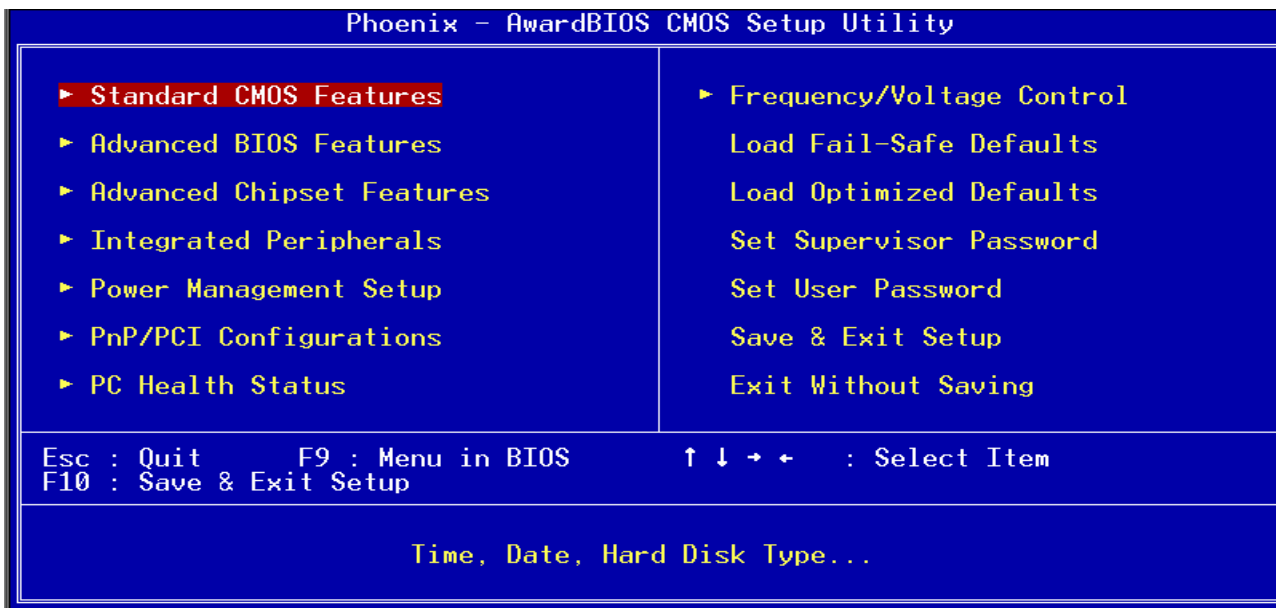 Phoenix - AwardBIOS CMOS Setup Utility
► Standard CMOS Features
► Advanced BIOS Features
► Advanced Chipset Features
► Integrated Peripherals
► Power Management Setup
► PnP/PCI Configurations
► PC Health Status
► Frequency/Voltage Control
Load Fail-Safe Defaults
Load Optimized Defaults
Set Supervisor Password
Set User Password
Save & Exit Setup
Exit Without Saving
Esc : Quit F9 : Menu in BIOS ↑ ↓ → ← : Select Item
F10 : Save & Exit Setup
Time, Date, Hard Disk Type...